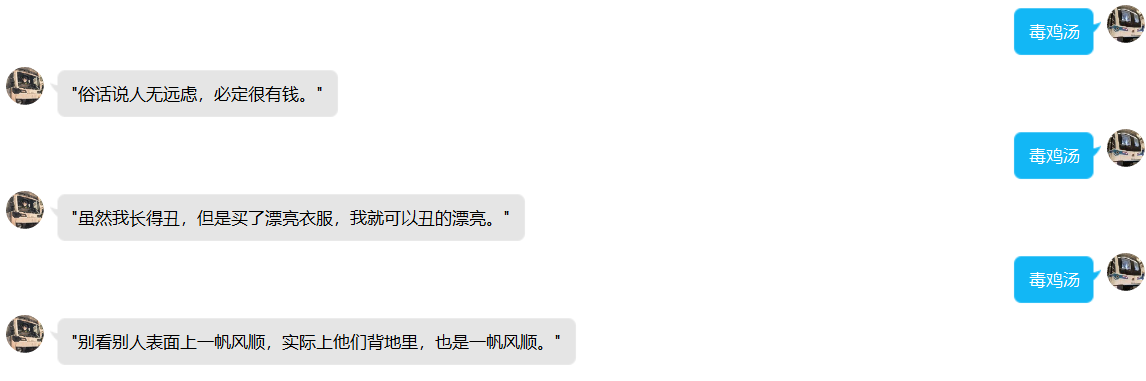 毒鸡汤
"俗话说人无远虑，必定很有钱。"
毒鸡汤
"虽然我长得丑，但是买了漂亮衣服，我就可以丑的漂亮。"
毒鸡汤
"别看别人表面上一帆风顺，实际上他们背地里，也是一帆风顺。"